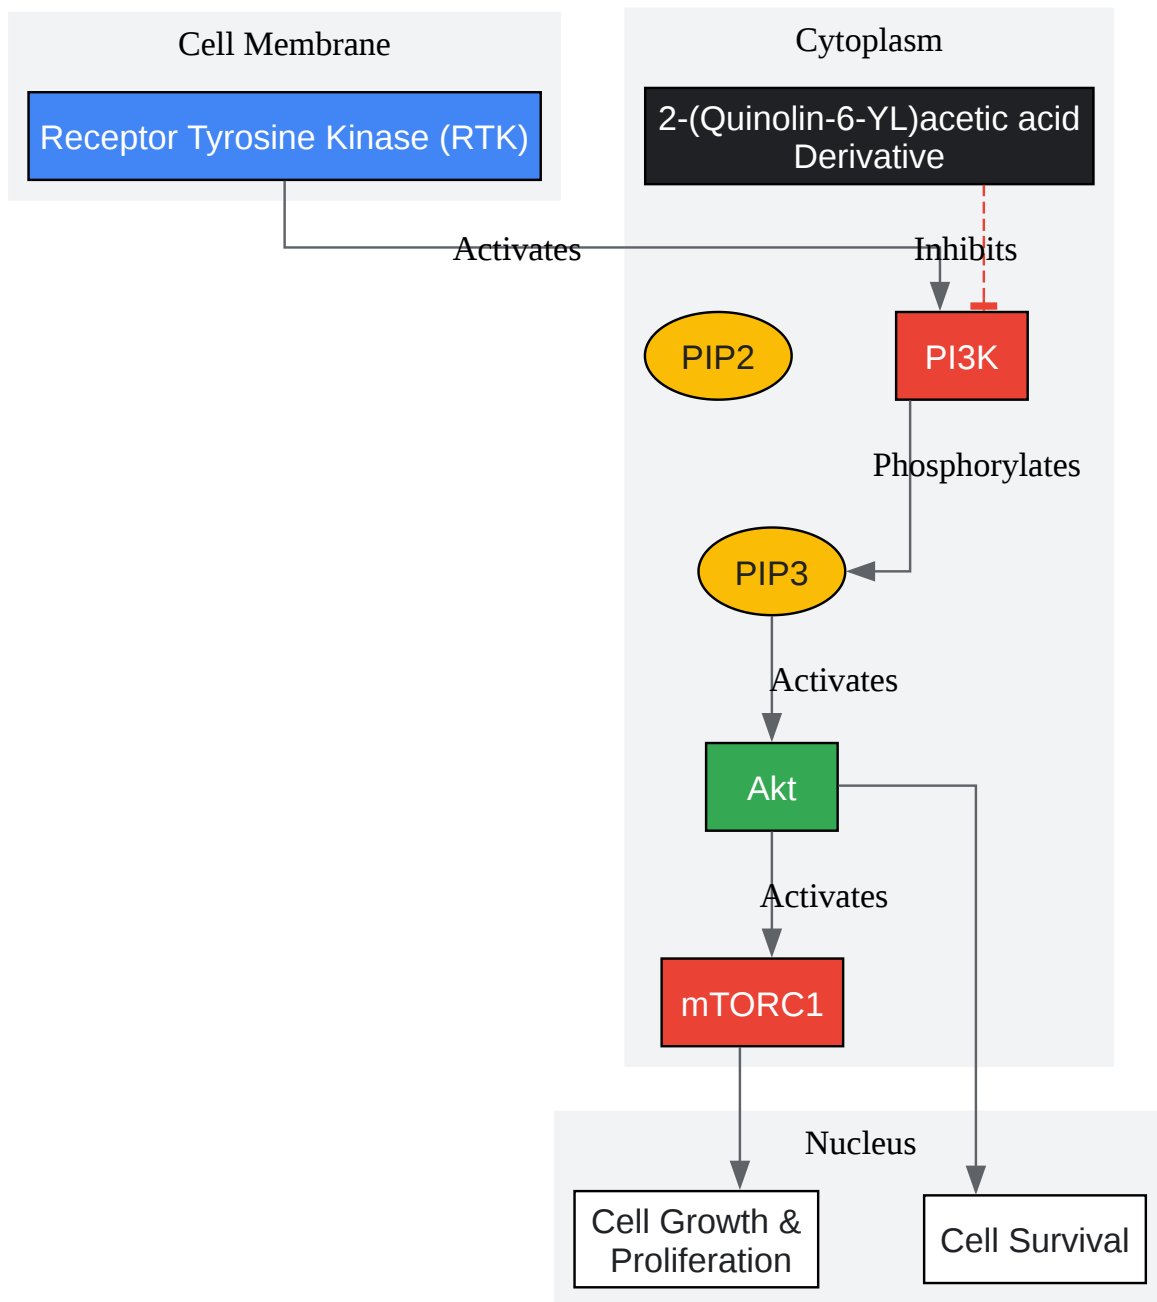 Cell Membrane
Cytoplasm
Receptor Tyrosine Kinase (RTK)
2-(Quinolin-6-YL)acetic acid
Derivative
Activates
Inhibits
PIP2
PI3K
Phosphorylates
PIP3
Activates
Akt
Activates
mTORC1
Nucleus
Cell Growth &
Proliferation
Cell Survival